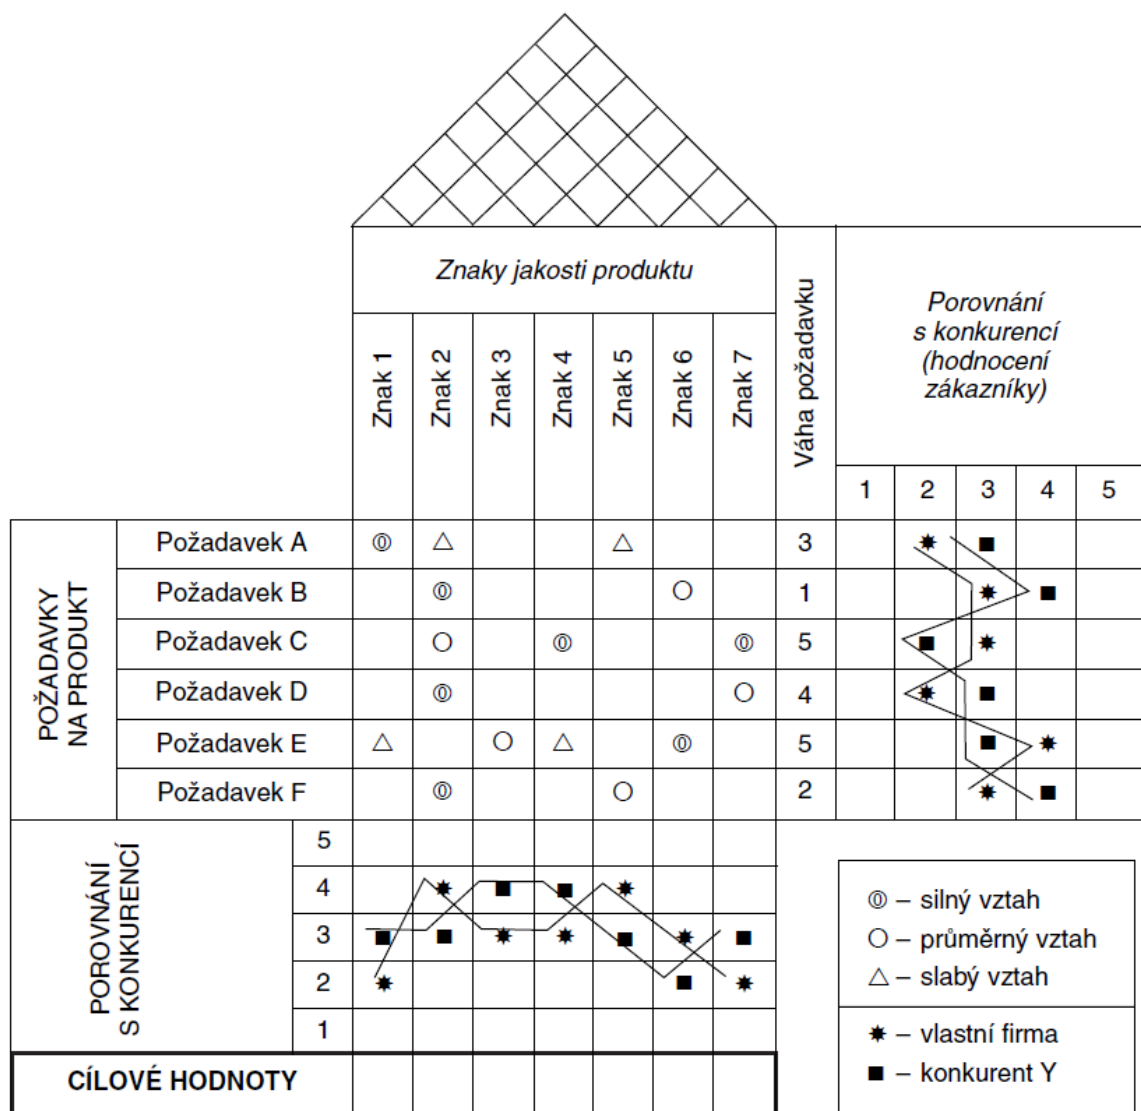 Znaky jakosti produktu
Znak 1
Znak 2
Znak 3
Znak 4
Znak 5
Znak 6
Znak 7
Váha požadavku
Porovnání
s konkurencí
(hodnocení
zákazníky)
1 2 3 4 5
POŽADAVKY
NA PRODUKT
Požadavek A 3
Požadavek B 1
Požadavek C 5
Požadavek D 4
Požadavek E 5
Požadavek F 2
POROVNÁNÍ
S KONKURENCÍ
5
4
3
2
1
CÍLOVÉ HODNOTY
– silný vztah
– průměrný vztah
– slabý vztah
– vlastní firma
– konkurent Y